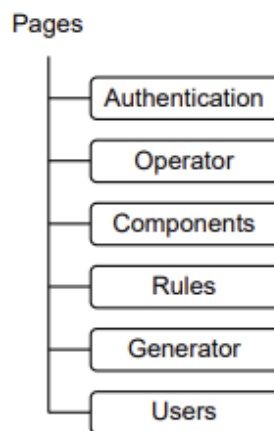 Pages
Authentication
Operator
Components
Rules
Generator
Users